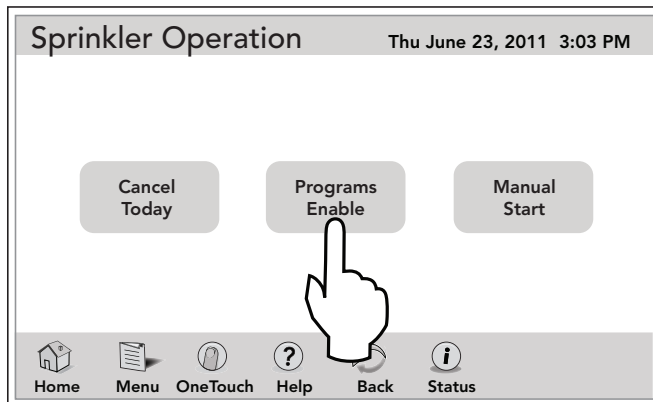 Sprinkler Operation Thu June 23, 2011 3:03 PM
Cancel Today
Programs Enable
Manual Start
Home Menu OneTouch Help Back Status